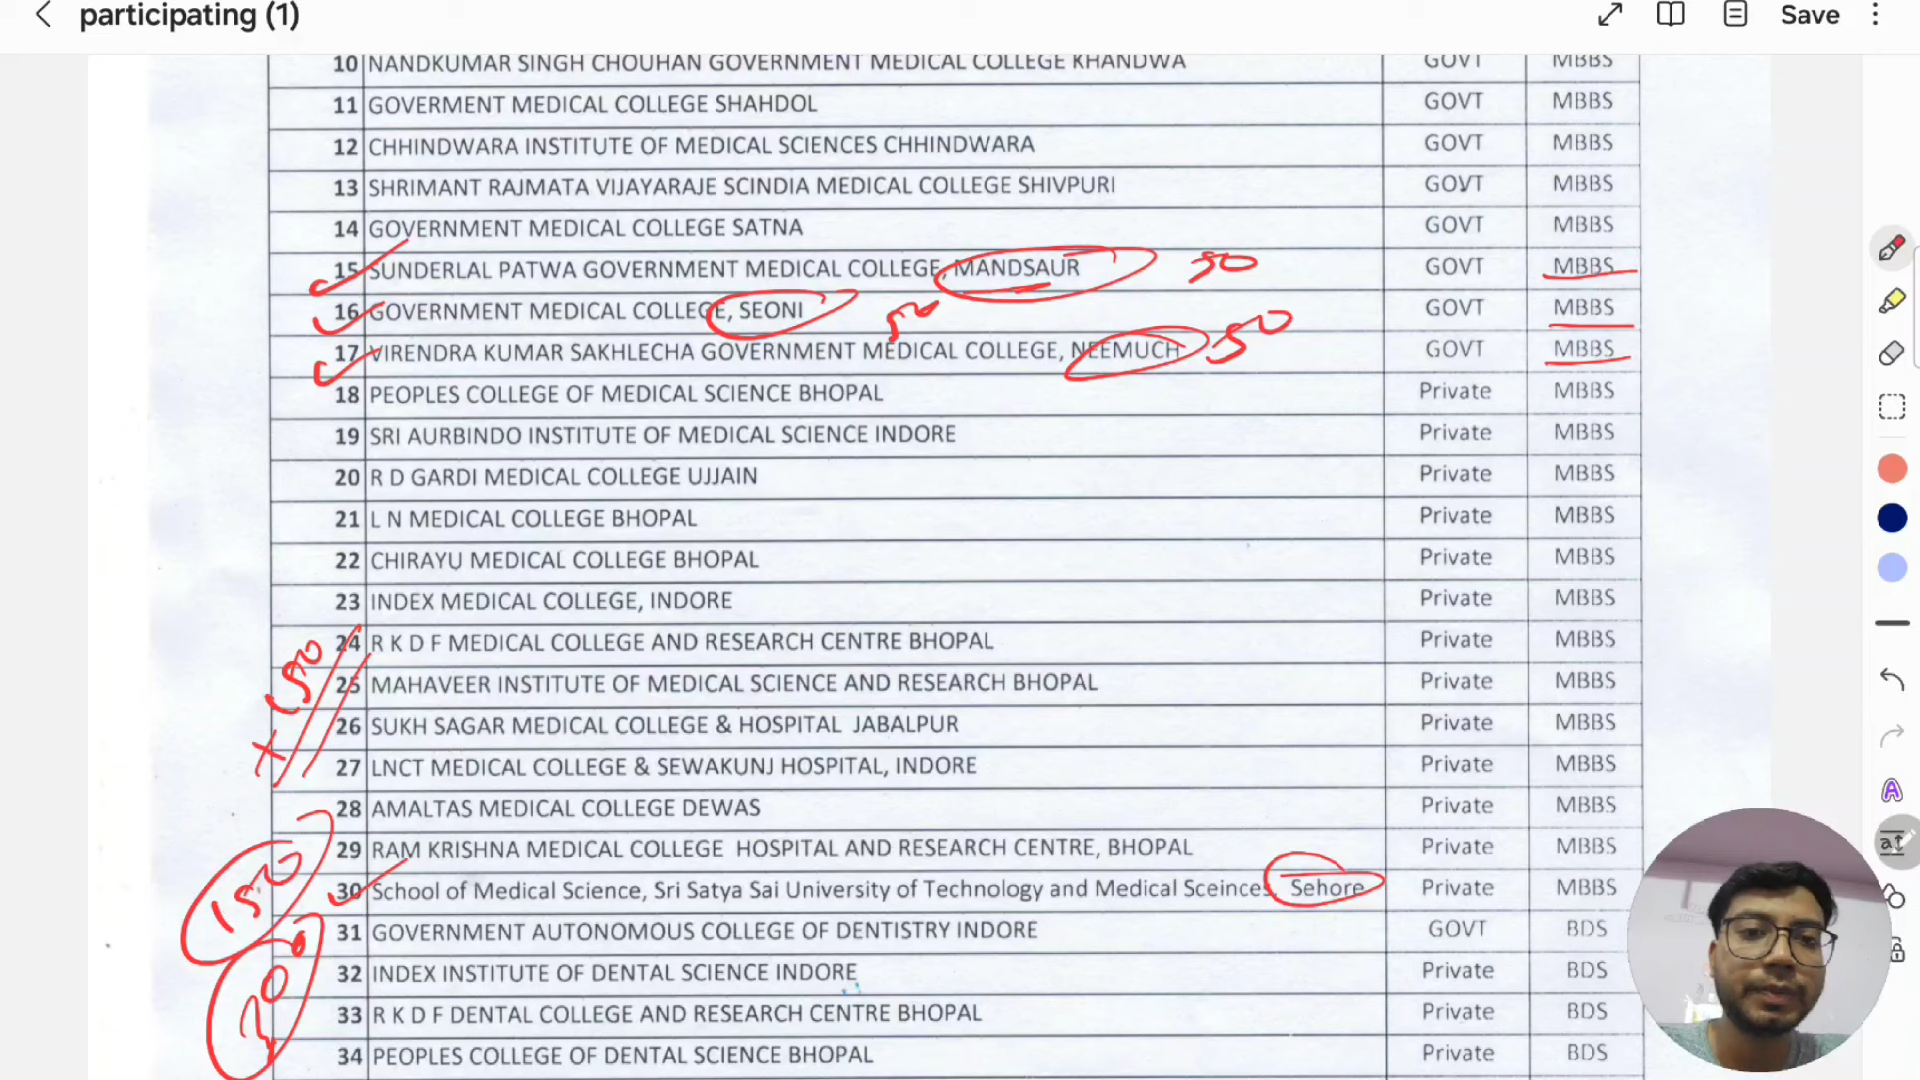 participating (1)
Save
10 NANDKUMAR SINGH CHOUHAN GOVERNMENT MEDICAL COLLEGE KHANDWA GOVT MBBS
11 GOVERMENT MEDICAL COLLEGE SHAHDOL GOVT MBBS
12 CHHINDWARA INSTITUTE OF MEDICAL SCIENCES CHHINDWARA GOVT MBBS
13 SHRIMANT RAJMATA VIJAYARAJE SCINDIA MEDICAL COLLEGE SHIVPURI GOVT MBBS
14 GOVERNMENT MEDICAL COLLEGE SATNA GOVT MBBS
15 SUNDERLAL PATWA GOVERNMENT MEDICAL COLLEGE, MANDSAUR 50 GOVT MBBS
16 GOVERNMENT MEDICAL COLLEGE, SEONI 50 GOVT MBBS
17 VIRENDRA KUMAR SAKHLECHA GOVERNMENT MEDICAL COLLEGE, NEEMUCH 50 GOVT MBBS
18 PEOPLES COLLEGE OF MEDICAL SCIENCE BHOPAL Private MBBS
19 SRI AURBINDO INSTITUTE OF MEDICAL SCIENCE INDORE Private MBBS
20 R D GARDI MEDICAL COLLEGE UJJAIN Private MBBS
21 L N MEDICAL COLLEGE BHOPAL Private MBBS
22 CHIRAYU MEDICAL COLLEGE BHOPAL Private MBBS
23 INDEX MEDICAL COLLEGE, INDORE Private MBBS
24 R K D F MEDICAL COLLEGE AND RESEARCH CENTRE BHOPAL Private MBBS
150
25 MAHAVEER INSTITUTE OF MEDICAL SCIENCE AND RESEARCH BHOPAL Private MBBS
26 SUKH SAGAR MEDICAL COLLEGE & HOSPITAL JABALPUR Private MBBS
27 LNCT MEDICAL COLLEGE & SEWAKUNJ HOSPITAL, INDORE Private MBBS
28 AMALTAS MEDICAL COLLEGE DEWAS Private MBBS
29 RAM KRISHNA MEDICAL COLLEGE HOSPITAL AND RESEARCH CENTRE, BHOPAL Private MBBS
150
30 School of Medical Science, Sri Satya Sai University of Technology and Medical Sceinces, Sehore Private MBBS
31 GOVERNMENT AUTONOMOUS COLLEGE OF DENTISTRY INDORE GOVT BDS
32 INDEX INSTITUTE OF DENTAL SCIENCE INDORE Private BDS
33 R K D F DENTAL COLLEGE AND RESEARCH CENTRE BHOPAL Private BDS
34 PEOPLES COLLEGE OF DENTAL SCIENCE BHOPAL Private BDS